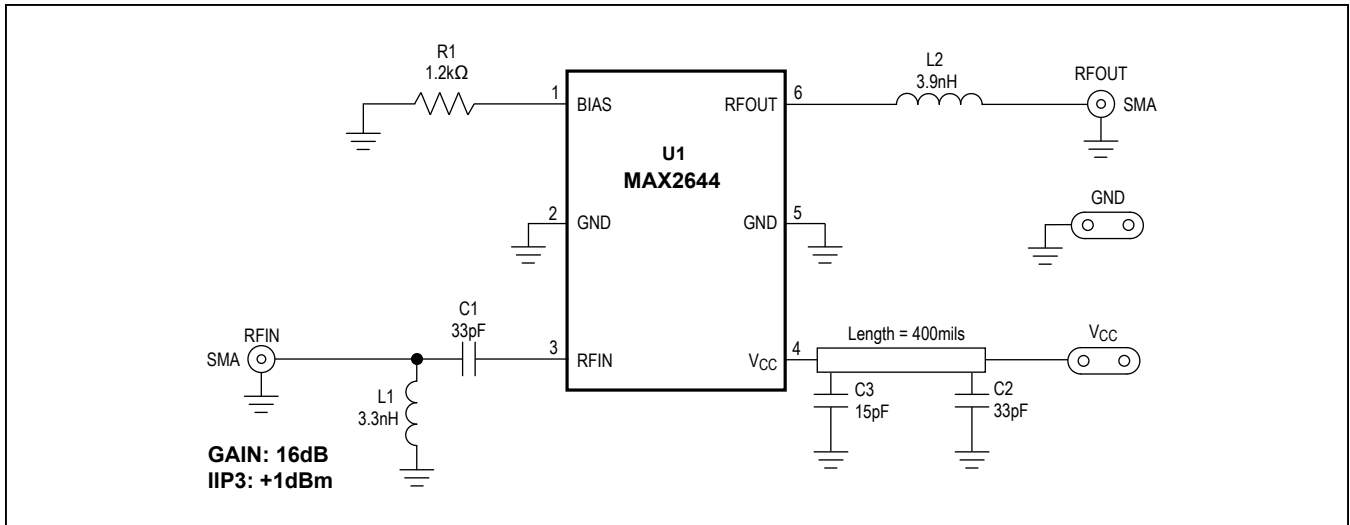 R1
1.2kΩ
L2
3.9nH
RFOUT
SMA
1
BIAS
RFOUT
6
U1
MAX2644
GND
2
GND
GND
5
C1
33pF
RFIN
SMA
3
RFIN
VCC
4
Length = 400mils
VCC
L1
3.3nH
C3
15pF
C2
33pF
GAIN: 16dB
IIP3: +1dBm